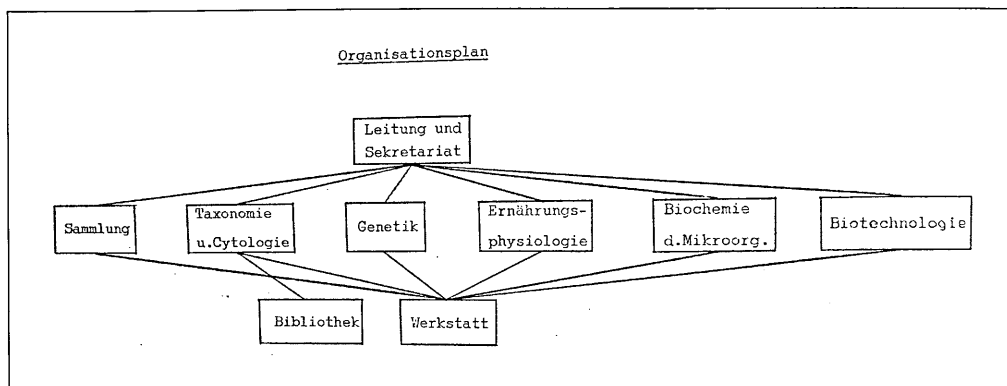 Organisationsplan
Leitung und
Sekretariat
Sammlung
Taxonomie
u.Cytologie
Genetik
Ernährungs-
physiologie
Biochemie
d.Mikroorg.
Biotechnologie
Bibliothek
Werkstatt